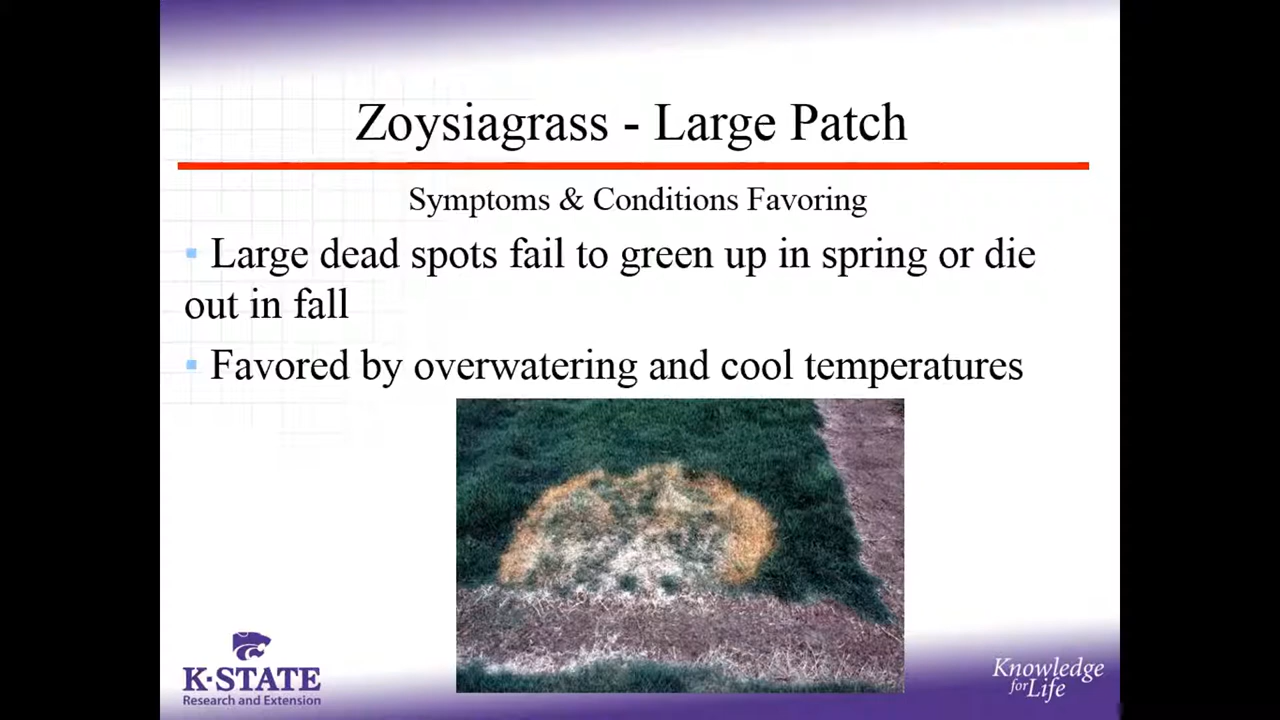 Zoysiagrass - Large Patch
Symptoms & Conditions Favoring
▪ Large dead spots fail to green up in spring or die
out in fall
▪ Favored by overwatering and cool temperatures
K-STATE
Research and Extension
Knowledge
for Life